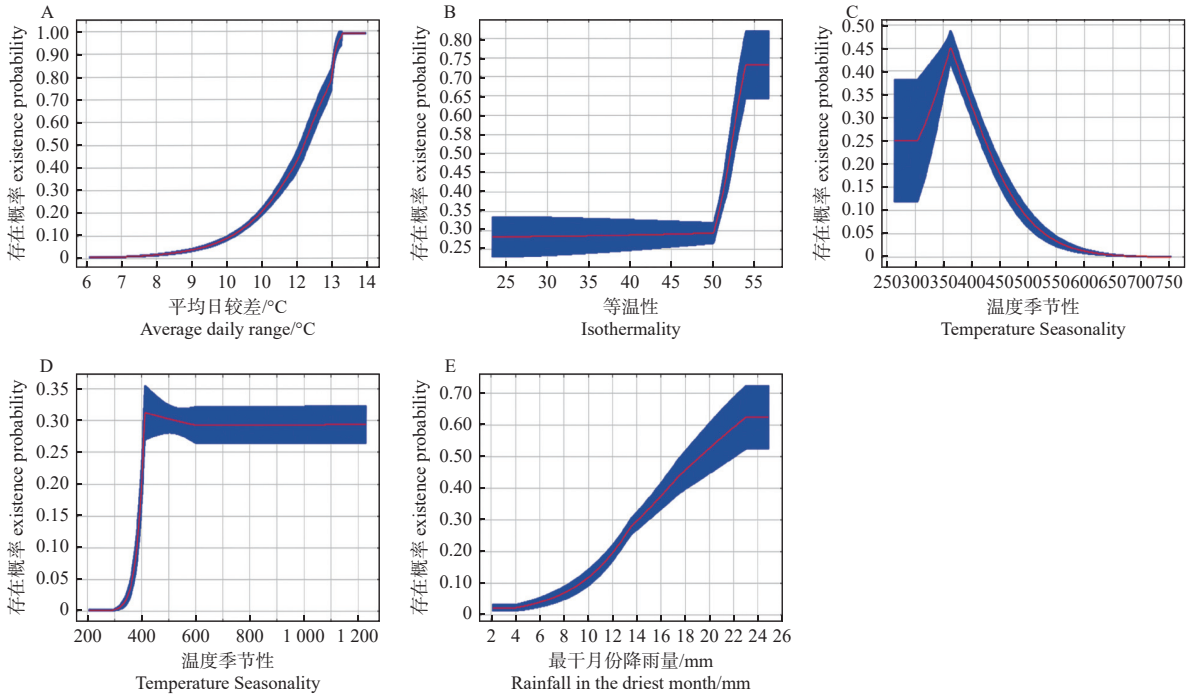 A
存在概率 existence probability
1.00
0.90
0.80
0.70
0.60
0.50
0.40
0.30
0.20
0.10
0
6 7 7 8 10 10 12 12 13 14
平均日较差/°C
Average daily range/°C
B
存在概率 existence probability
0.80
0.75
0.70
0.65
0.60
0.58
0.50
0.45
0.40
0.35
0.30
0.25
25 30 35 40 45 50 55
等温性
Isothermality
C
存在概率 existence probability
0.50
0.45
0.40
0.35
0.30
0.25
0.20
0.15
0.10
0.05
0
250300350400450500550600650700750
温度季节性
Temperature Seasonality
D
存在概率 existence probability
0.35
0.30
0.25
0.20
0.30
0.15
0.05
0
200 400 600 800 1 000 1 200
温度季节性
Temperature Seasonality
E
存在概率 existence probability
0.70
0.60
0.50
0.40
0.30
0.20
0.10
0
2 4 6 6 8 10 12 14 16 18 20 22 24 26
最干月份降雨量/mm
Rainfall in the driest month/mm